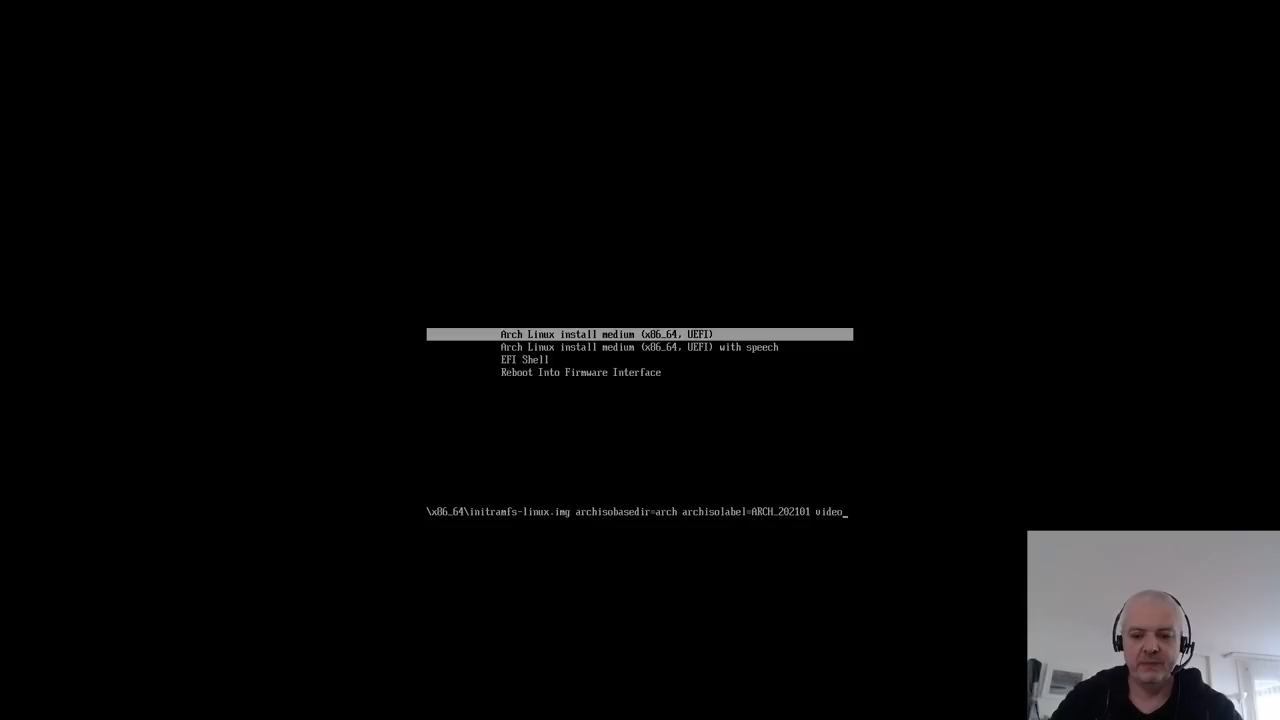 Arch Linux install medium (x86_64, UEFI)
Arch Linux install medium (x86_64, UEFI) with speech
EFI Shell
Reboot Into Firmware Interface
\x86_64\initramfs-linux.img archisobasedir=arch archisolabel=ARCH_202101 video_